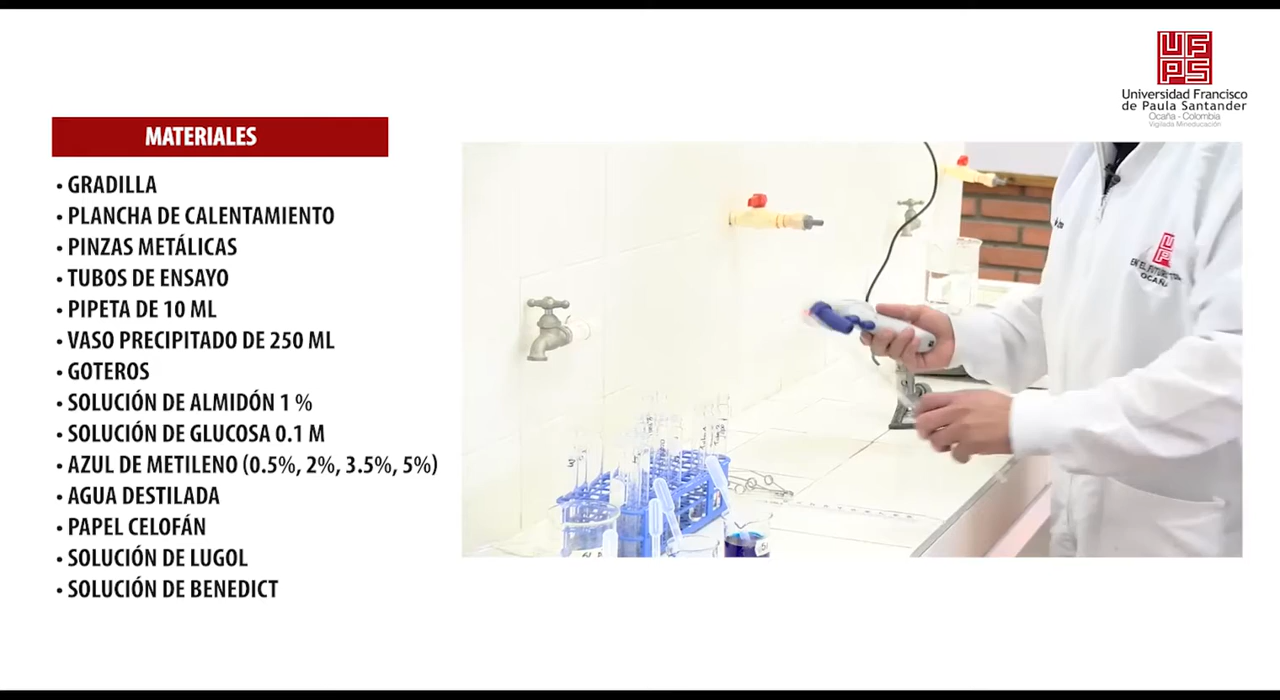 UFPS
Universidad Francisco
de Paula Santander
Ocaña - Colombia
Vigilada Mineducación
MATERIALES
• GRADILLA
• PLANCHA DE CALENTAMIENTO
• PINZAS METÁLICAS
• TUBOS DE ENSAYO
• PIPETA DE 10 ML
• VASO PRECIPITADO DE 250 ML
• GOTEROS
• SOLUCIÓN DE ALMIDÓN 1 %
• SOLUCIÓN DE GLUCOSA 0.1 M
• AZUL DE METILENO (0.5%, 2%, 3.5%, 5%)
• AGUA DESTILADA
• PAPEL CELOFÁN
• SOLUCIÓN DE LUGOL
• SOLUCIÓN DE BENEDICT
OCAÑA